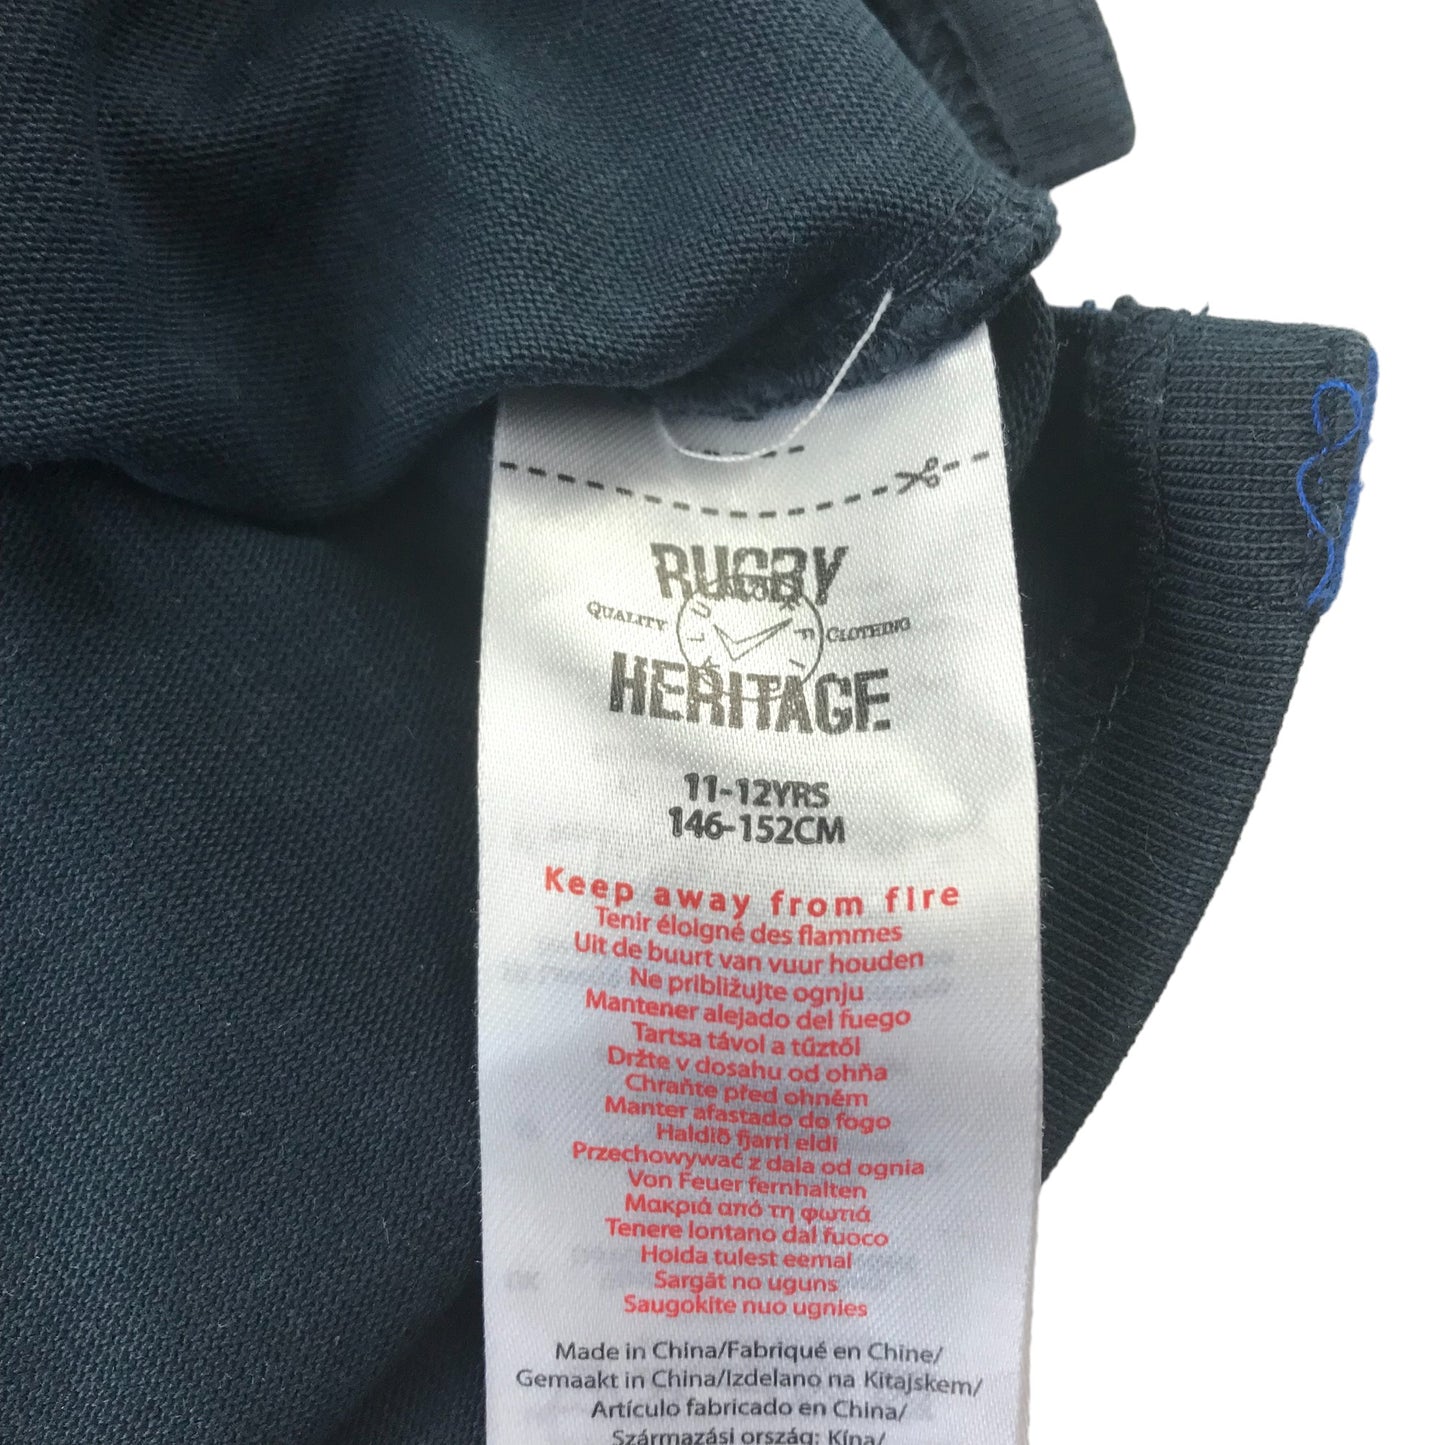 RUGBY
QUALITY CLOTHING
HERITAGE
11-12YRS
146-152CM
Keep away from fire
Tenir éloigné des flammes
Uit de buurt van vuur houden
Ne približujte ognju
Mantener alejado del fuego
Tartsa távol a tűztől
Držte v dosahu od ohňa
Chraňte před ohněm
Manter afastado do fogo
Haldið fjarri eldi
Przechowywać z dala od ognia
Von Feuer fernhalten
Μακριά από τη φωτιά
Tenere lontano dal fuoco
Holda tulest eemal
Sargāt no uguns
Saugokite nuo ugnies
Made in China/Fabriqué en Chine/
Gemaakt in China/Izdelano na Kitajskem/
Artículo fabricado en China/
Származási ország: Kína/